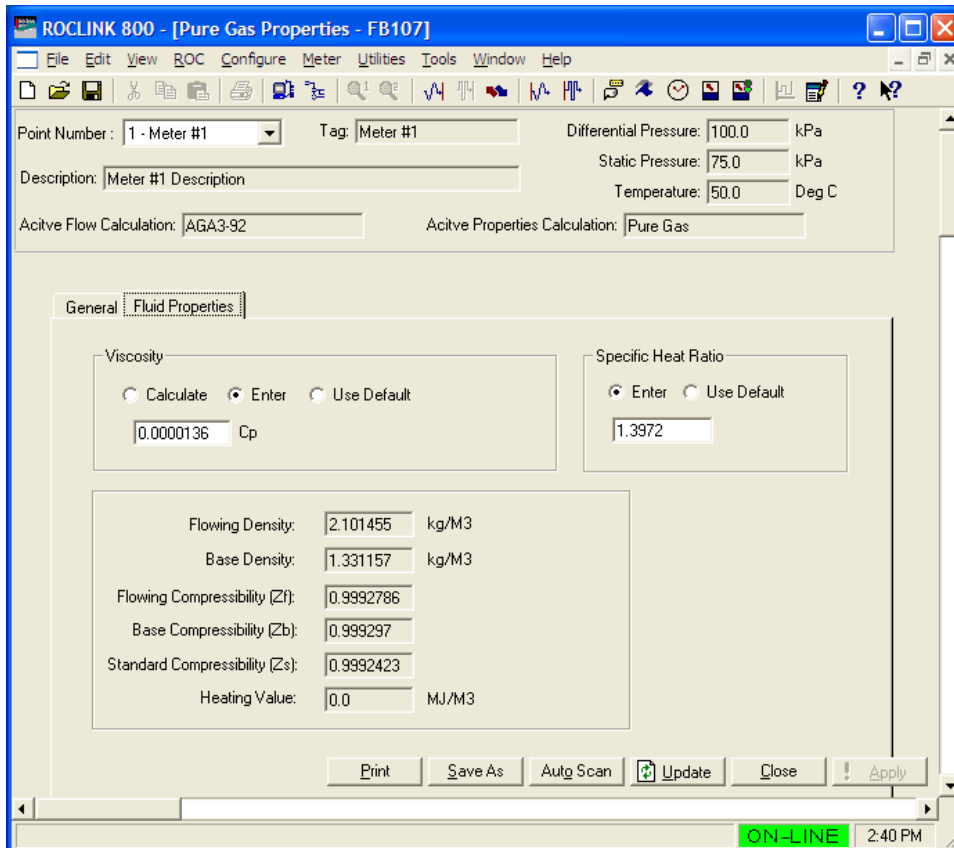 ROCLINK 800 - [Pure Gas Properties - FB107]
File Edit View ROC Configure Meter Utilities Tools Window Help
Point Number : 1 - Meter #1 Tag: Meter #1 Differential Pressure: 100.0 kPa
Static Pressure: 75.0 kPa
Description: Meter #1 Description
Temperature: 50.0 Deg C
Acitve Flow Calculation: AGA3-92 Acitve Properties Calculation: Pure Gas
General Fluid Properties
Viscosity Specific Heat Ratio
Calculate Enter Use Default Enter Use Default
0.0000136 Cp 1.3972
Flowing Density: 2.101455 kg/M3
Base Density: 1.331157 kg/M3
Flowing Compressibility (Zf): 0.9992786
Base Compressibility (Zb): 0.999297
Standard Compressibility (Zs): 0.9992423
Heating Value: 0.0 MJ/M3
Print Save As Auto Scan Update Close ! Apply
ON-LINE 2:40 PM